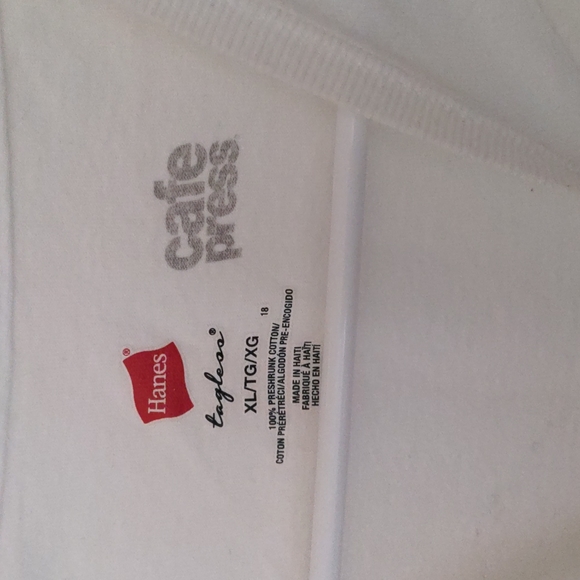 cafe
press
Hanes®
tagless®
XL/TG/XG
18
100% PRESHRUNK COTTON/
COTON PRÉRÉTRÉCI/ALGODÓN PRE-ENCOGIDO
MADE IN HAITI
FABRIQUÉ À HAÏTI
HECHO EN HAITÍ